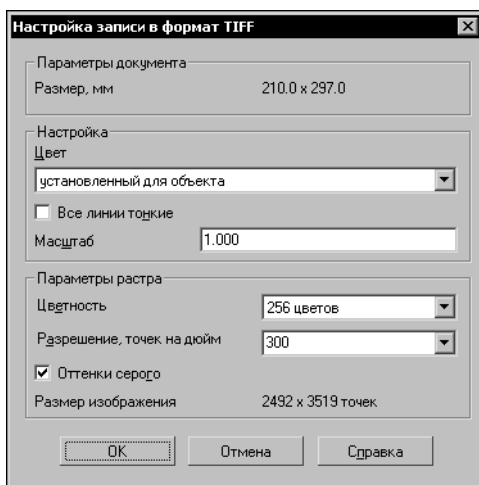 Настройка записи в формат TIFF
Параметры документа
Размер, мм 210.0 x 297.0
Настройка
Цвет
установленный для объекта
Все линии тонкие
Масштаб 1.000
Параметры растра
Цветность 256 цветов
Разрешение, точек на дюйм 300
Оттенки серого
Размер изображения 2492 x 3519 точек
OK Отмена Справка